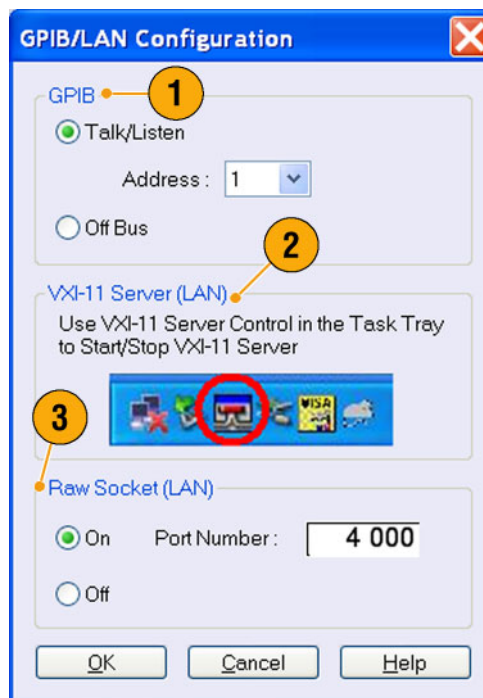 GPIB/LAN Configuration
GPIB
1
Talk/Listen
Address : 1
Off Bus
2
VXI-11 Server (LAN)
Use VXI-11 Server Control in the Task Tray
to Start/Stop VXI-11 Server
VISA
3
Raw Socket (LAN)
On Port Number : 4 000
Off
OK Cancel Help